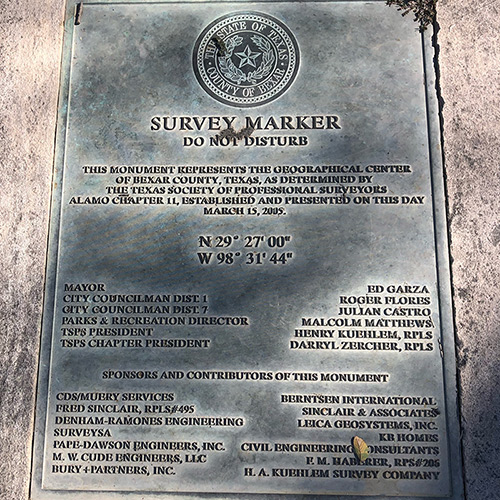 THE STATE OF TEXAS
COUNTY OF BEXAR
SURVEY MARKER
DO NOT DISTURB
THIS MONUMENT REPRESENTS THE GEOGRAPHICAL CENTER
OF BEXAR COUNTY, TEXAS, AS DETERMINED BY
THE TEXAS SOCIETY OF PROFESSIONAL SURVEYORS
ALAMO CHAPTER 11, ESTABLISHED AND PRESENTED ON THIS DAY
MARCH 15, 2005.
N 29° 27' 00"
W 98° 31' 44"
MAYOR ED GARZA
CITY COUNCILMAN DIST. 1 ROGER FLORES
CITY COUNCILMAN DIST. 7 JULIAN CASTRO
PARKS & RECREATION DIRECTOR MALCOLM MATTHEWS
TSPS PRESIDENT HENRY KUEHLEM, RPLS
TSPS CHAPTER PRESIDENT DARRYL ZERCHER, RPLS
SPONSORS AND CONTRIBUTORS OF THIS MONUMENT
CDS/MUERY SERVICES BERNTSEN INTERNATIONAL
FRED SINCLAIR, RPLS#495 SINCLAIR & ASSOCIATES
DENHAM-RAMONES ENGINEERING LEICA GEOSYSTEMS, INC.
SURVEYSA KB HOMES
PAPE-DAWSON ENGINEERS, INC. CIVIL ENGINEERING CONSULTANTS
M. W. CUDE ENGINEERS, LLC F. M. HABERER, RPS#205
BURY+PARTNERS, INC. H. A. KUEHLEM SURVEY COMPANY